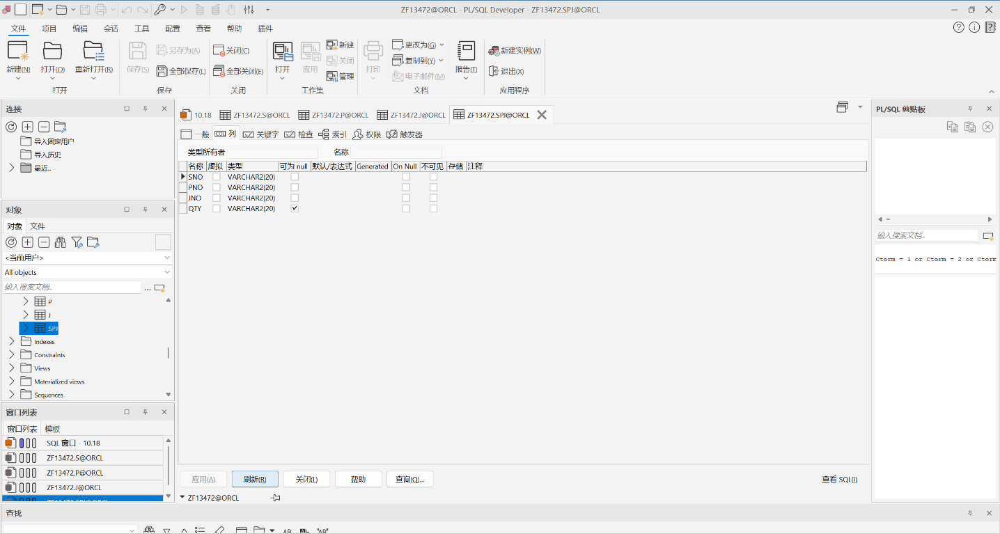 ZF13472@ORCL - PL/SQL Developer - ZF13472.SPJ@ORCL
文件 项目 编辑 会话 工具 配置 查看 帮助 插件
新建(N) 打开(O) 重新打开(R) 保存(S) 另存为(A) 全部保存(L) 关闭(C) 全部关闭(E) 打开 应用 新建 关闭 管理 打印 更改为(G) 复制到(Y) 电子邮件(M) 报告(T) 新建实例(W) 退出(X)
打开 保存 关闭 工作集 文档 应用程序
连接
导入固定用户
导入历史
最近...
对象
对象 文件
<当前用户>
All objects
输入搜索文档...
...
P
J
SPJ
Indexes
Constraints
Views
Materialized views
Sequences
窗口列表
窗口列表 模板
SQL 窗口 - 10.18
ZF13472.S@ORCL
ZF13472.P@ORCL
ZF13472.J@ORCL
ZF13472.SPJ@ORCL
10.18 ZF13472.S@ORCL ZF13472.P@ORCL ZF13472.J@ORCL ZF13472.SPJ@ORCL
一般 COL 列 关键字 检查 索引 权限 触发器
类型所有者 名称
名称 虚拟 类型 可为 null 默认/表达式 Generated On Null 不可见 存储 注释
SNO VARCHAR2(20)
PNO VARCHAR2(20)
JNO VARCHAR2(20)
QTY VARCHAR2(20)
应用(A) 刷新(R) 关闭(L) 帮助 查询(Q)... 查看 SQL(I)
ZF13472@ORCL
PL/SQL 剪贴板
输入搜索文档...
Cterm = 1 or Cterm = 2 or Cterm
查找
AB "AB"